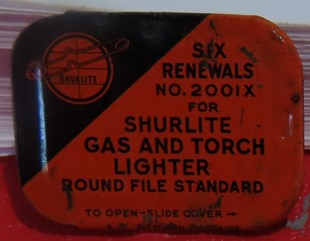 SHURLITE
SIX
RENEWALS
NO. 2001X
FOR
SHURLITE
GAS AND TORCH
LIGHTER
ROUND FILE STANDARD
TO OPEN-SLIDE COVER →